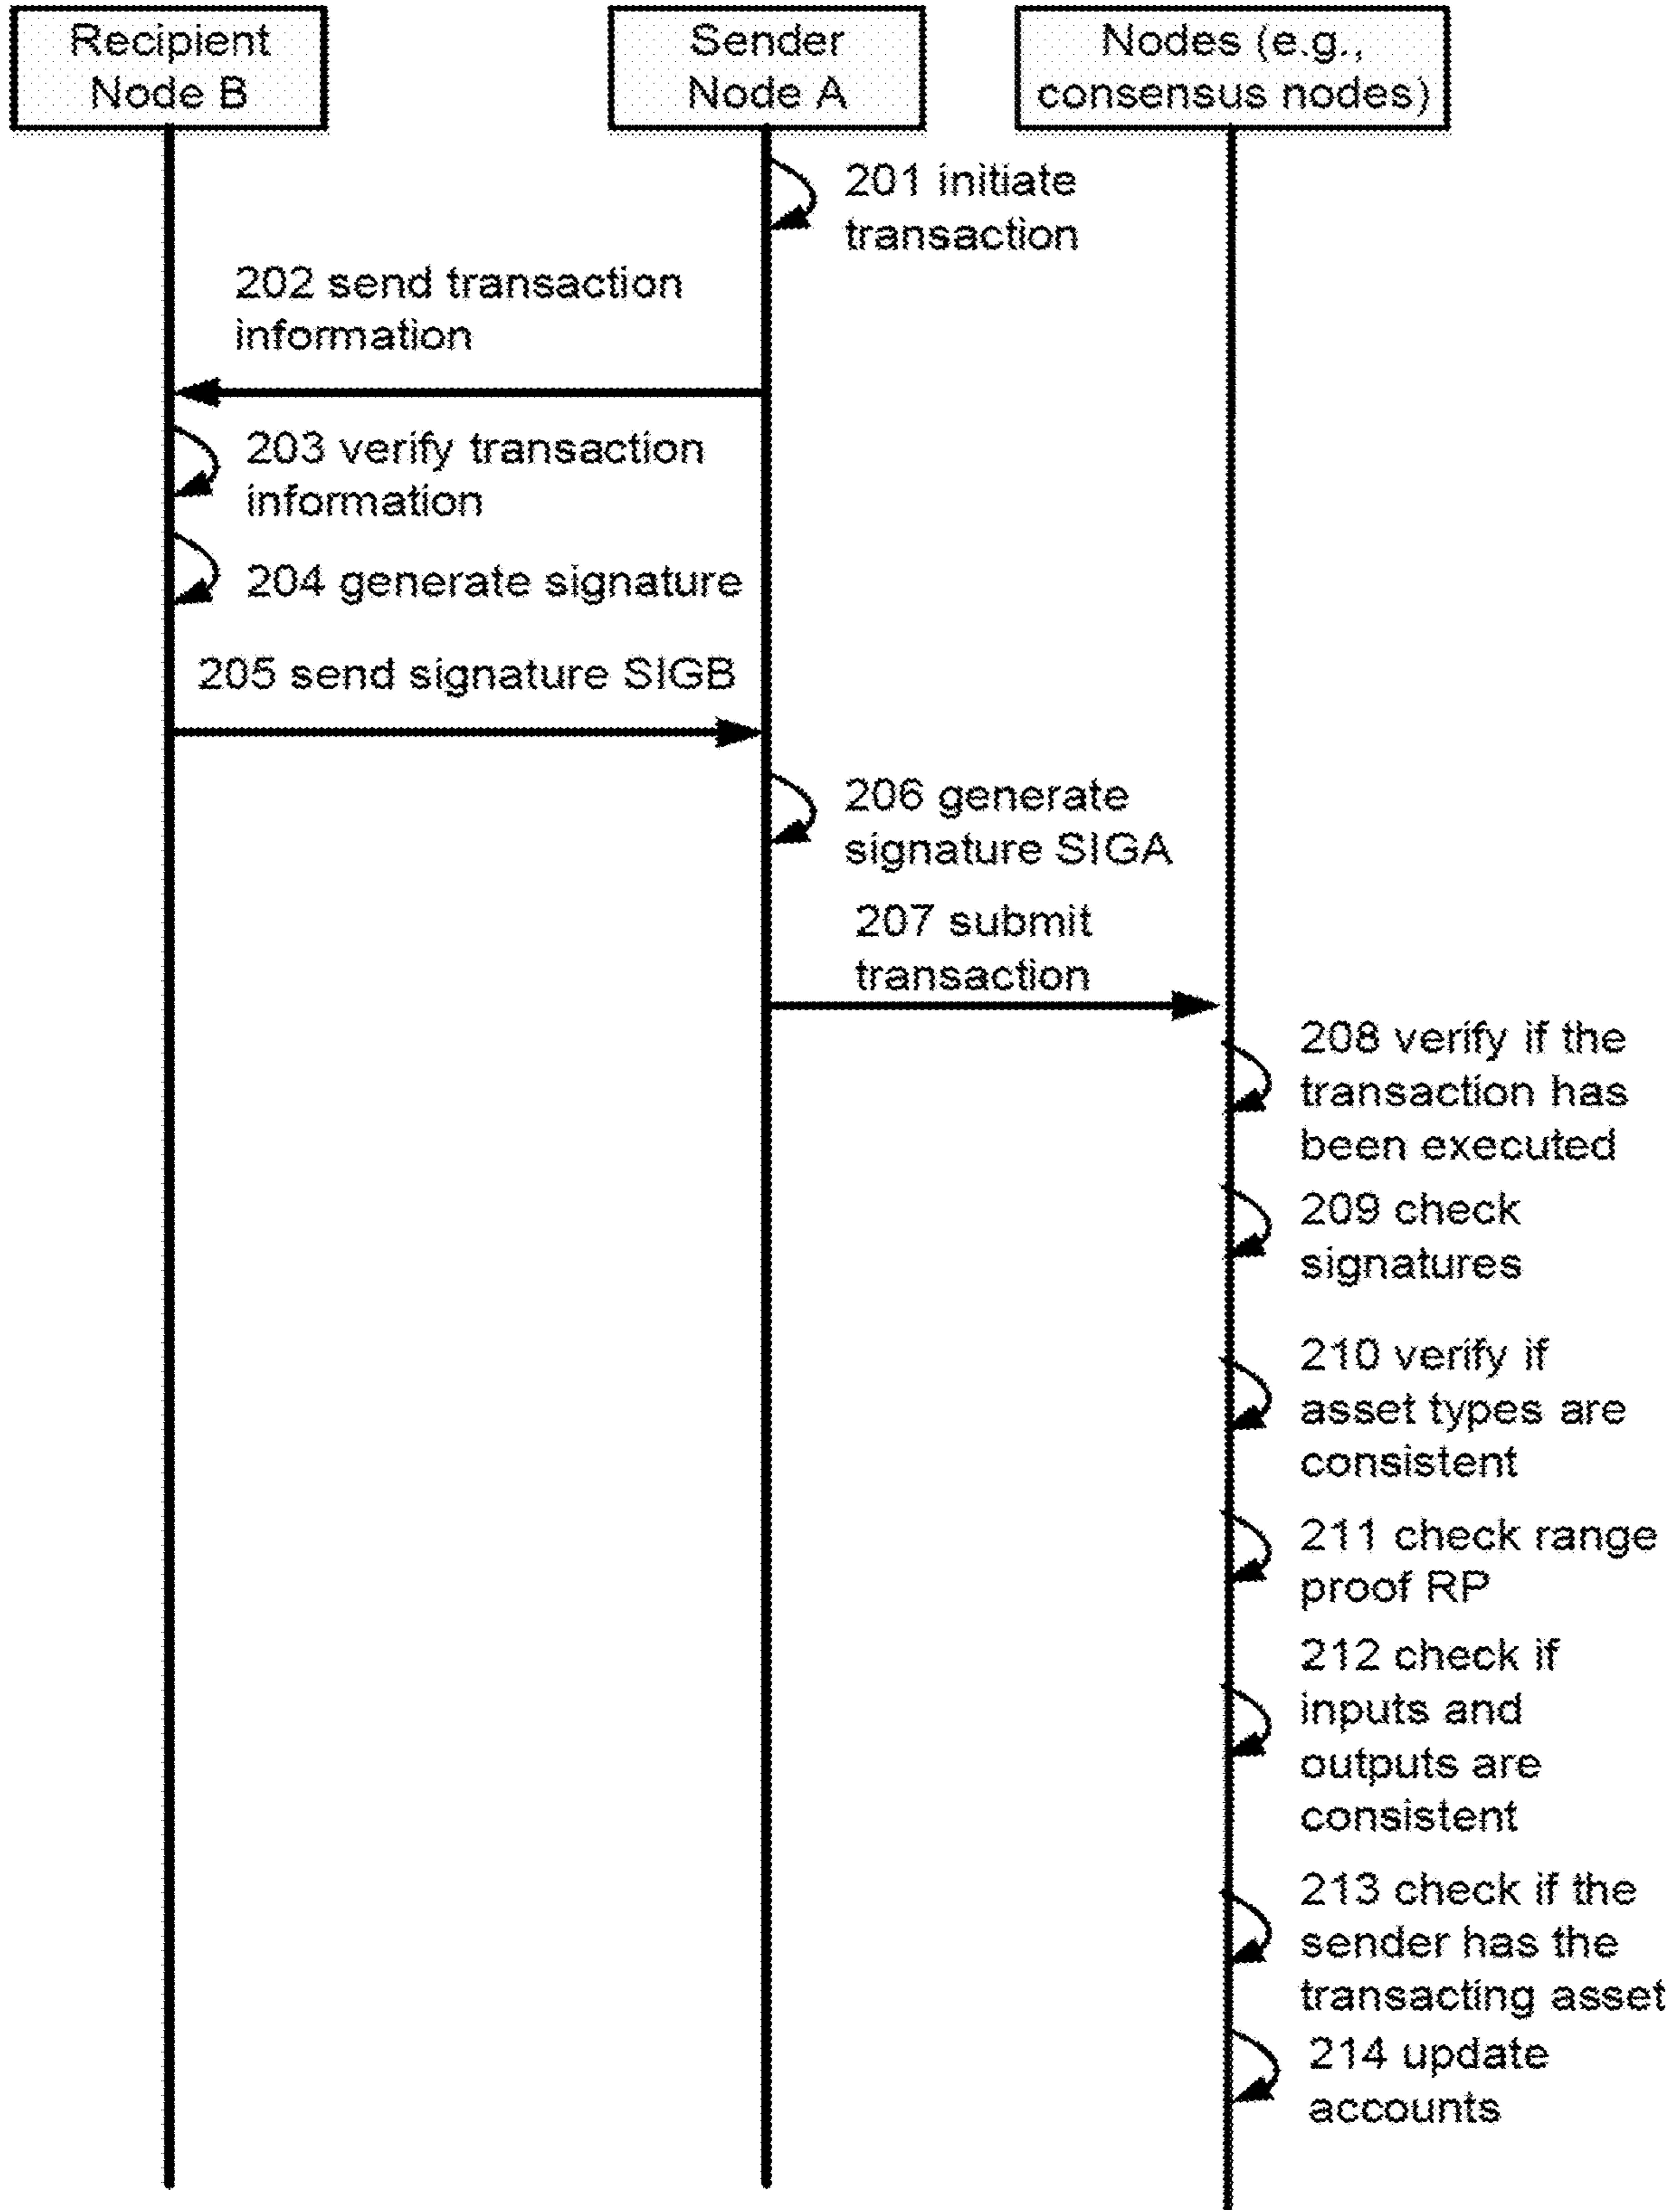 Recipient
Node B
Sender
Node A
Nodes (e.g.,
consensus nodes)
201 initiate
transaction
202 send transaction
information
203 verify transaction
information
204 generate signature
205 send signature SIGB
206 generate
signature SIGA
207 submit
transaction
208 verify if the
transaction has
been executed
209 check
signatures
210 verify if
asset types are
consistent
211 check range
proof RP
212 check if
inputs and
outputs are
consistent
213 check if the
sender has the
transacting asset
214 update
accounts